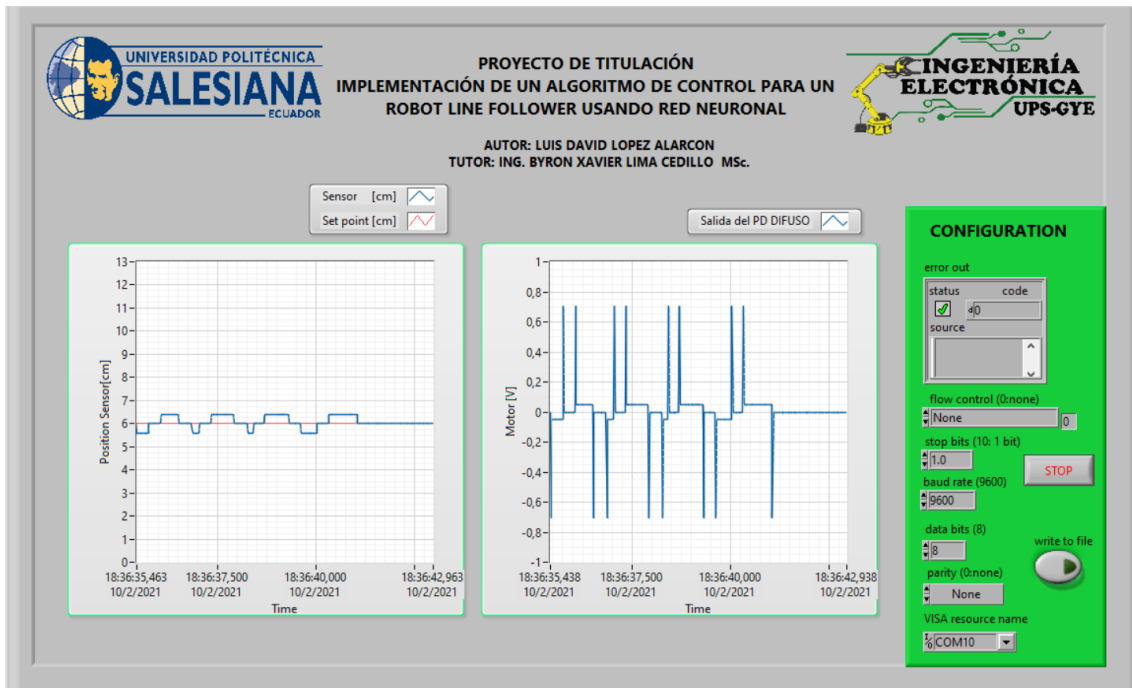 UNIVERSIDAD POLITÉCNICA
SALESIANA
ECUADOR
PROYECTO DE TITULACIÓN
IMPLEMENTACIÓN DE UN ALGORITMO DE CONTROL PARA UN
ROBOT LINE FOLLOWER USANDO RED NEURONAL
AUTOR: LUIS DAVID LOPEZ ALARCON
TUTOR: ING. BYRON XAVIER LIMA CEDILLO MSc.
INGENIERÍA
ELECTRÓNICA
UPS-GYE
Sensor [cm]
Set point [cm]
Position Sensor[cm]
13
12
11
10
9
8
7
6
5
4
3
2
1
0
18:36:35,463 18:36:37,500 18:36:40,000 18:36:42,963
10/2/2021 10/2/2021 10/2/2021 10/2/2021
Time
Salida del PD DIFUSO
Motor [V]
1
0,8
0,6
0,4
0,2
0
-0,2
-0,4
-0,6
-0,8
-1
18:36:35,438 18:36:37,500 18:36:40,000 18:36:42,938
10/2/2021 10/2/2021 10/2/2021 10/2/2021
Time
CONFIGURATION
error out
status code
d 0
source
flow control (0:none)
None 0
stop bits (10: 1 bit)
1.0
STOP
baud rate (9600)
9600
data bits (8)
8
write to file
parity (0:none)
None
VISA resource name
I/O COM10